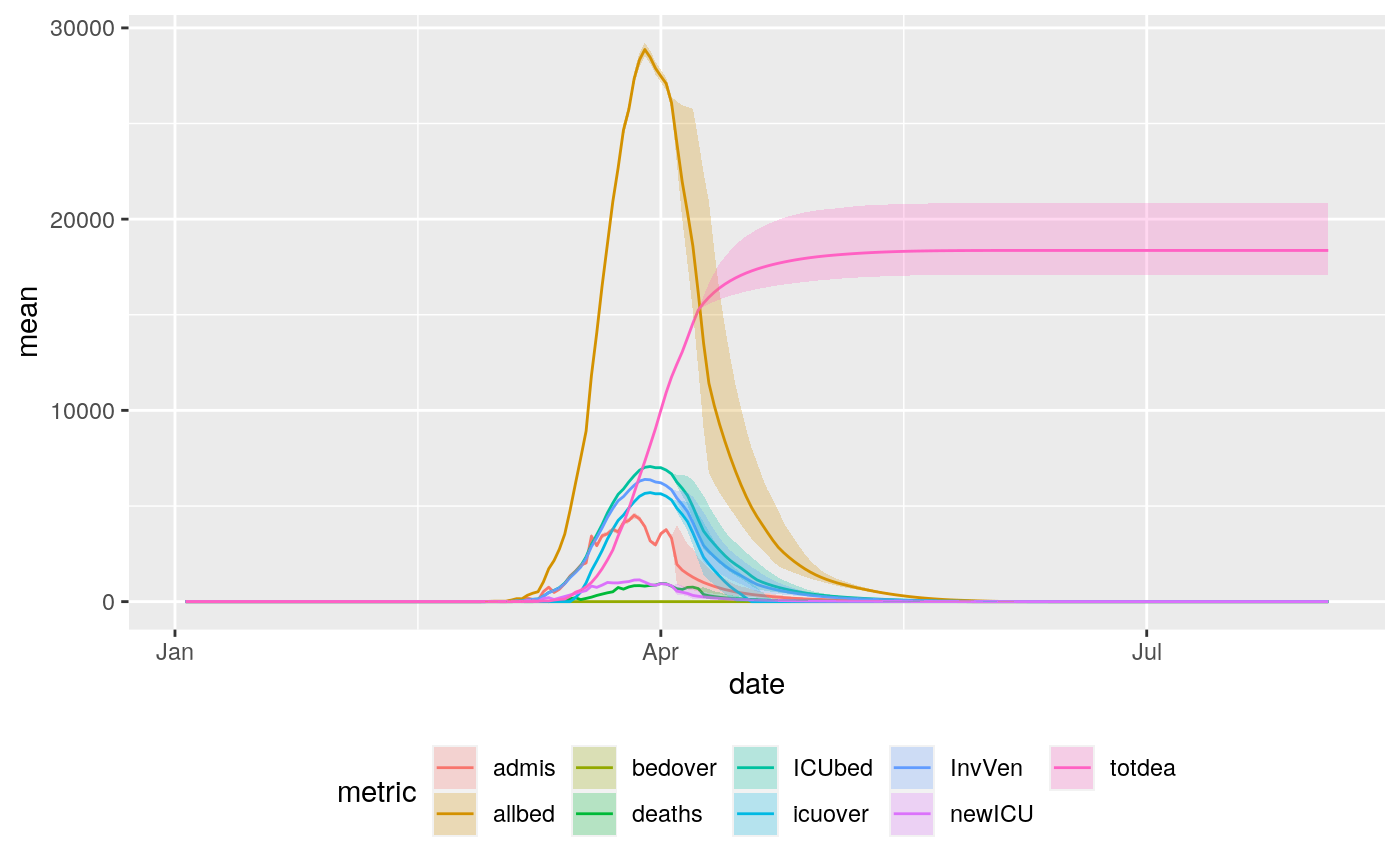 30000
20000
mean
10000
0
Jan Apr Jul
date
metric
admis bedover ICUbed InvVen totdea
allbed deaths icuover newICU